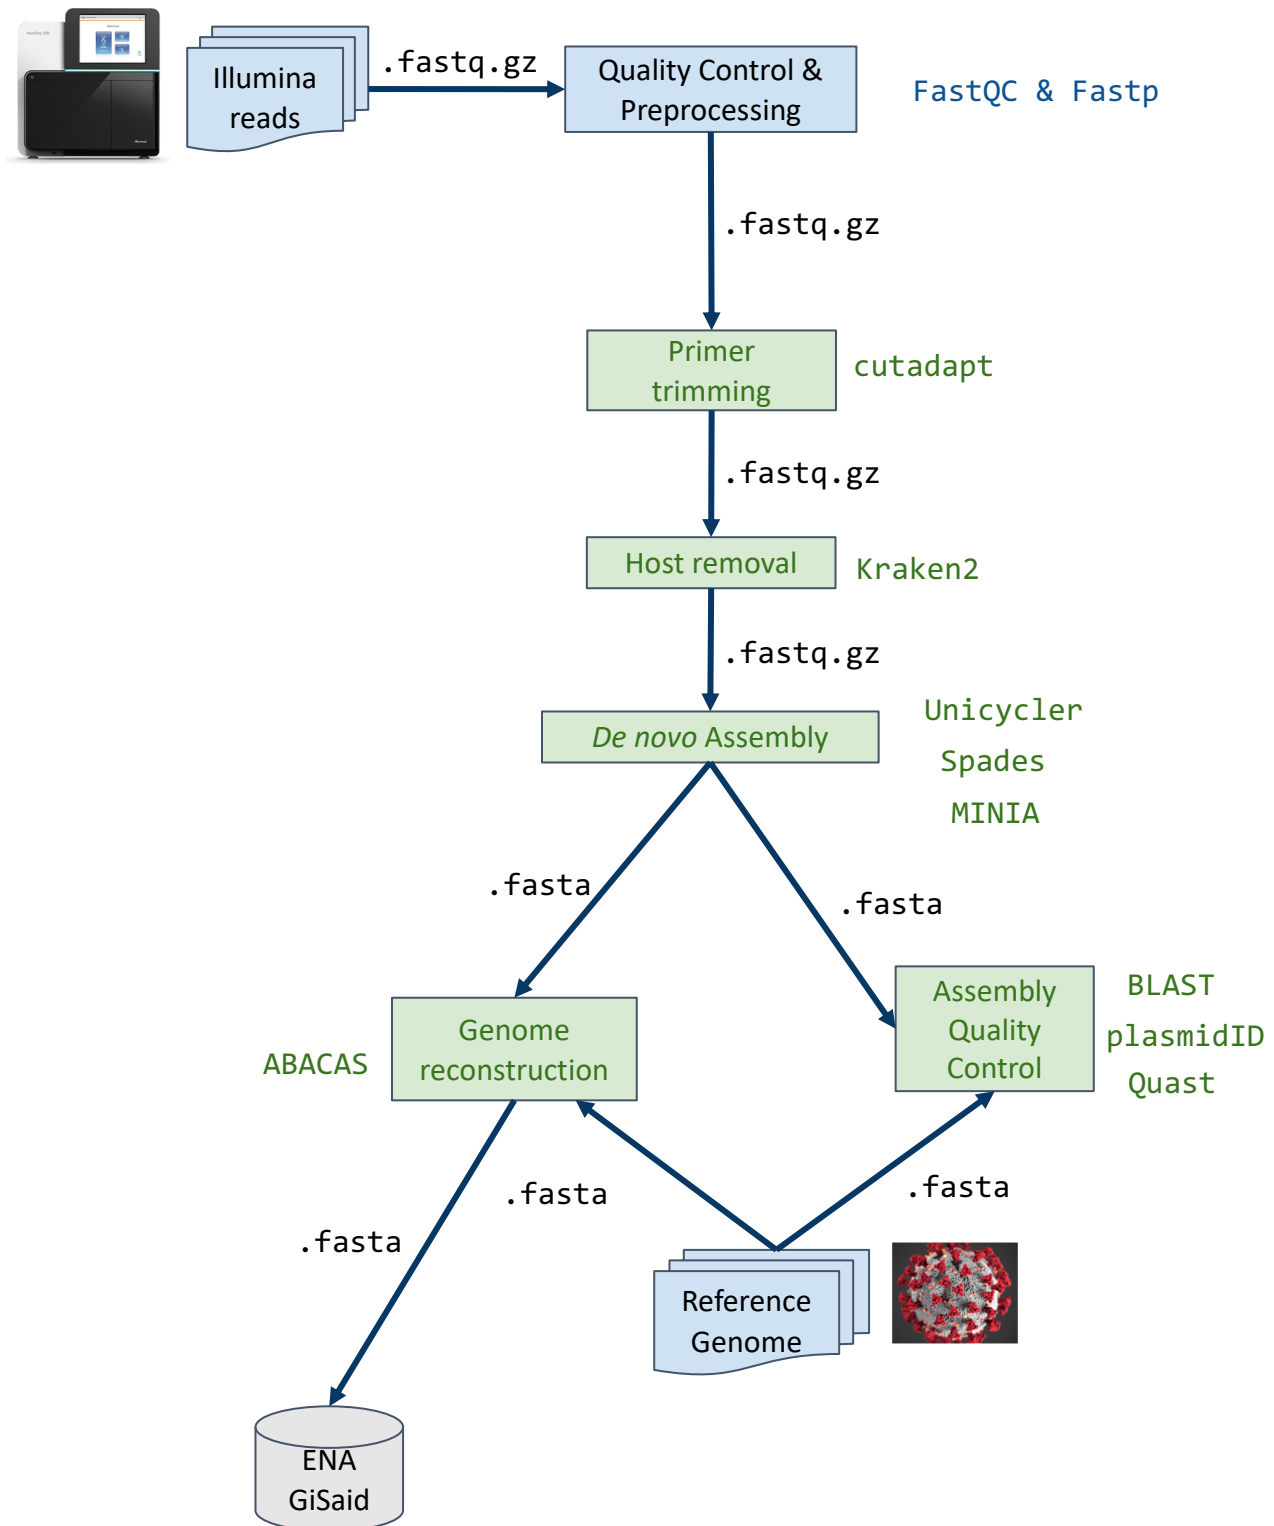 Illumina
reads
.fastq.gz
Quality Control &
Preprocessing
FastQC & Fastp
.fastq.gz
Primer
trimming
cutadapt
.fastq.gz
Host removal
Kraken2
.fastq.gz
De novo Assembly
Unicycler
Spades
MINIA
.fasta
.fasta
Genome
reconstruction
ABACAS
Assembly
Quality
Control
BLAST
plasmidID
Quast
.fasta
.fasta
.fasta
Reference
Genome
ENA
GiSaid